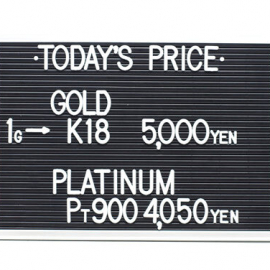 ·TODAY'S PRICE·
GOLD
1G→ K18 5,000YEN
PLATINUM
PT900 4,050YEN